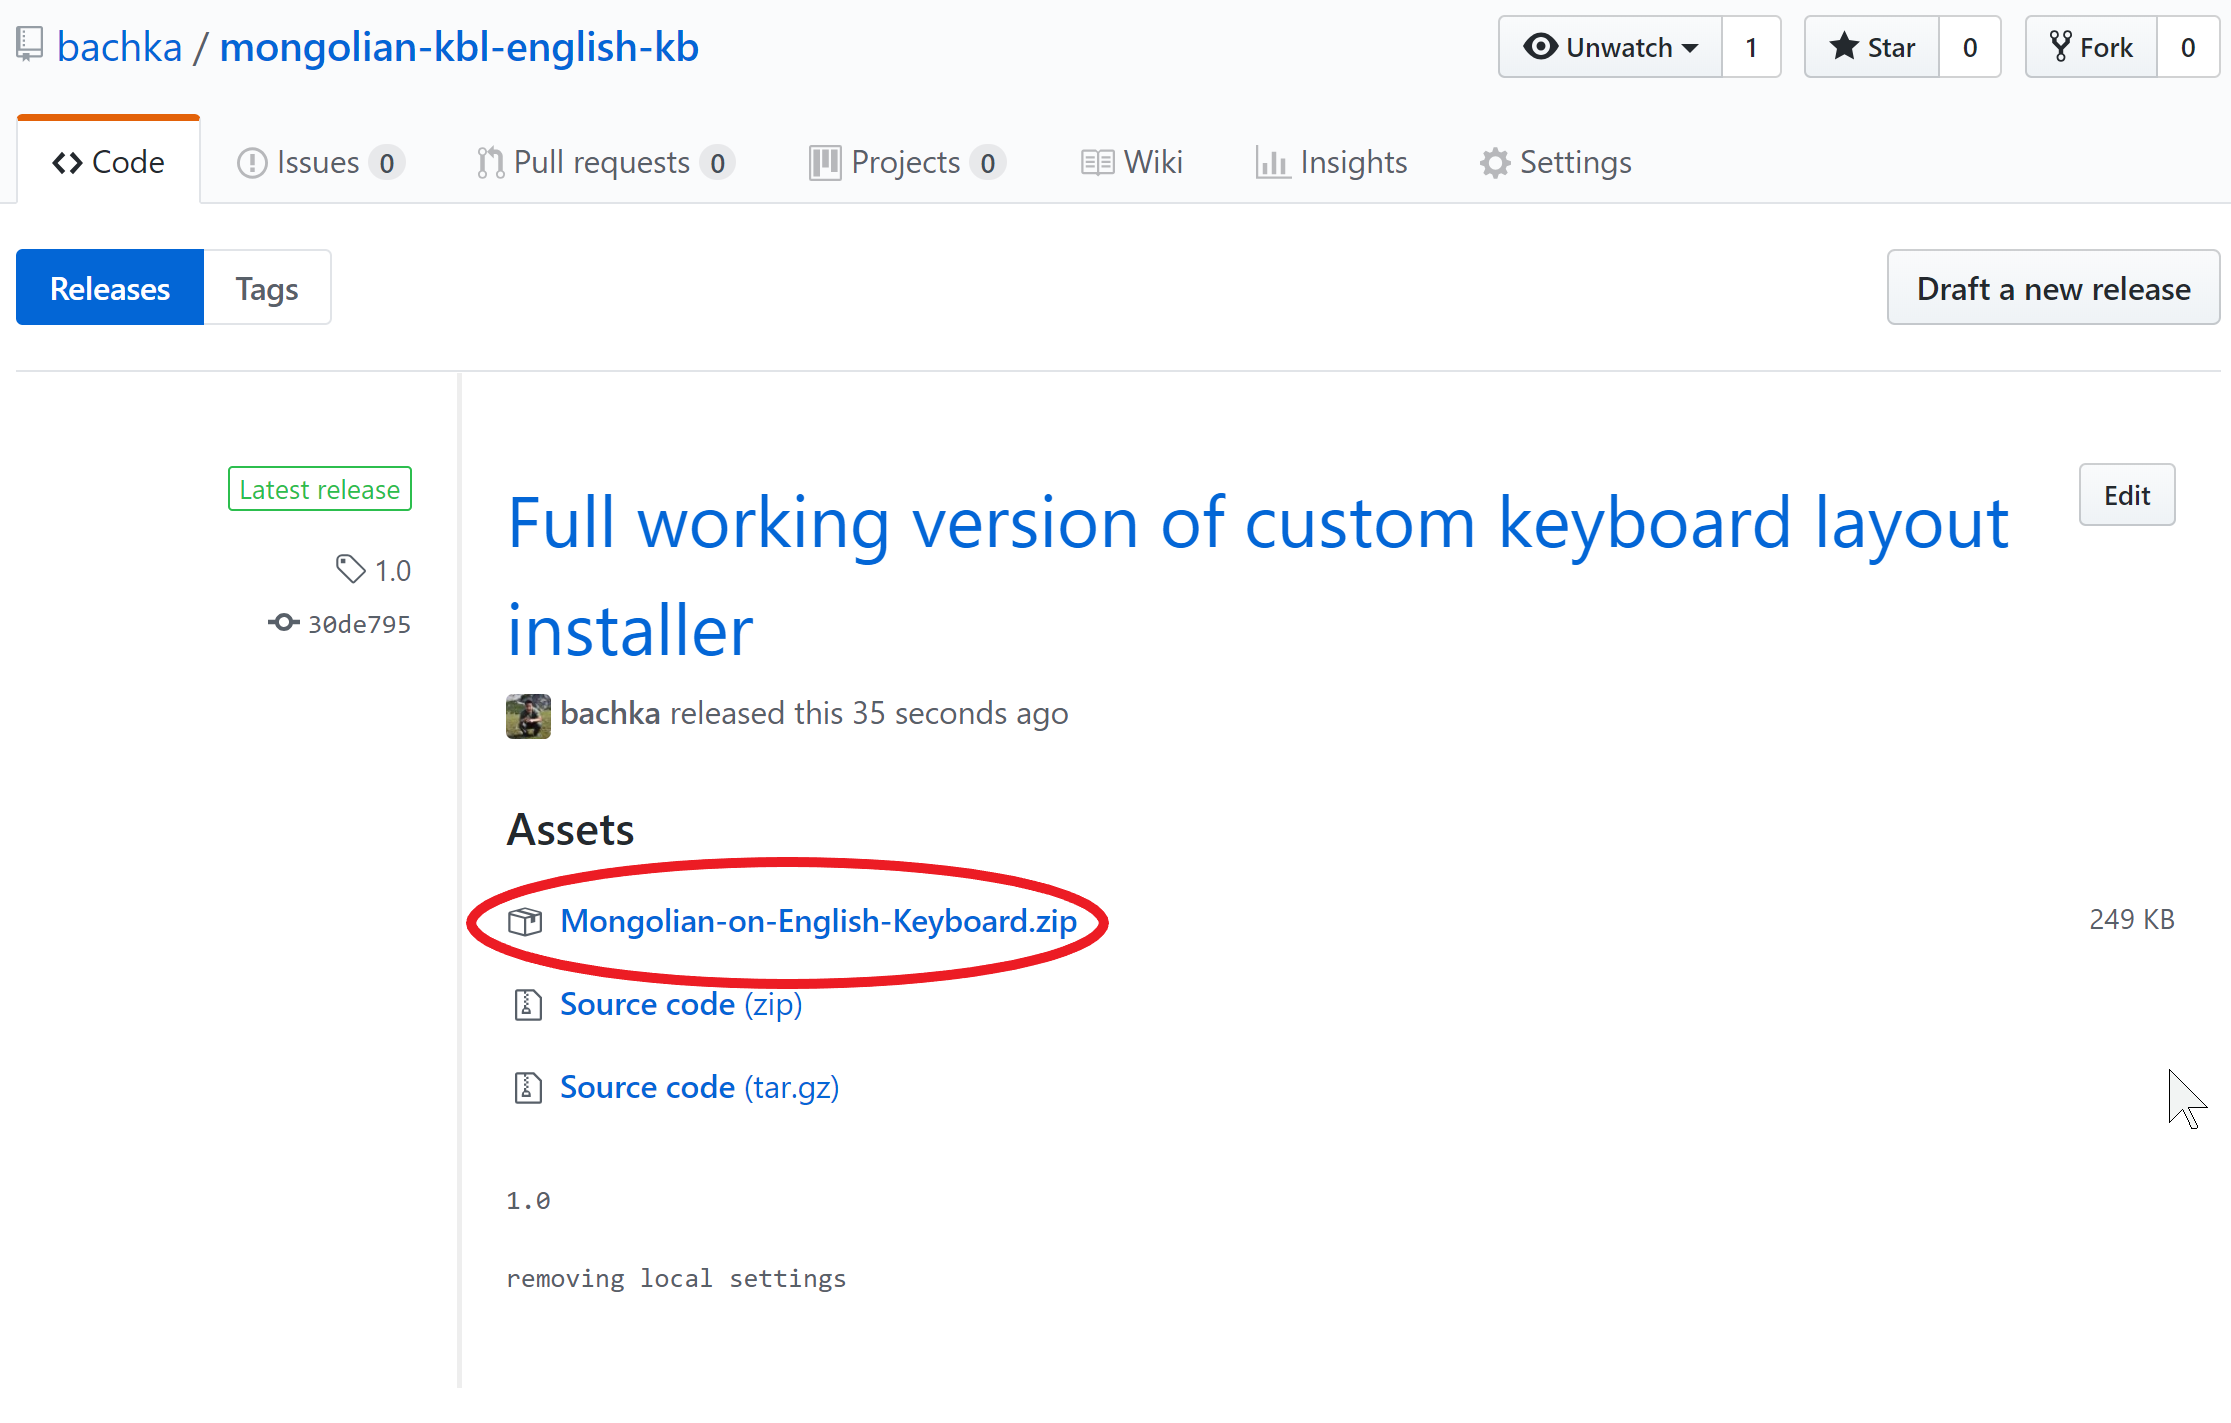 bachka / mongolian-kbl-english-kb
Unwatch 1
Star 0
Fork 0
Code
Issues 0
Pull requests 0
Projects 0
Wiki
Insights
Settings
Releases
Tags
Draft a new release
Latest release
1.0
30de795
Full working version of custom keyboard layout
installer
Edit
bachka released this 35 seconds ago
Assets
Mongolian-on-English-Keyboard.zip
249 KB
Source code (zip)
Source code (tar.gz)
1.0
removing local settings